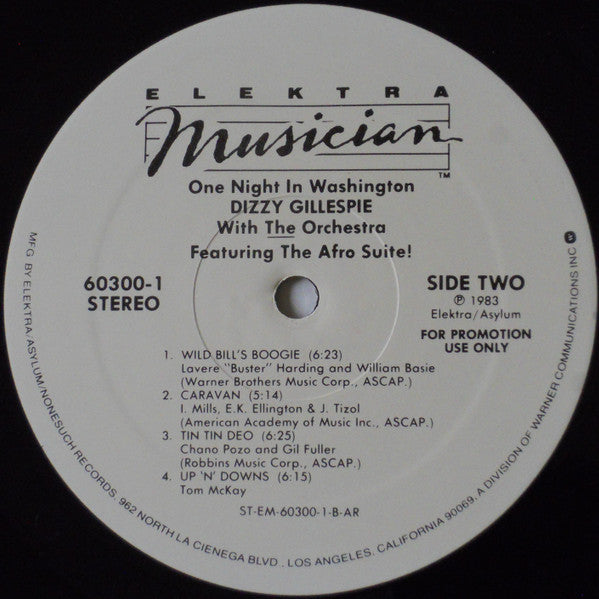 ELEKTRA
Musician
TM
One Night In Washington
DIZZY GILLESPIE
With The Orchestra
Featuring The Afro Suite!
60300-1
STEREO
SIDE TWO
Ⓟ 1983
Elektra/Asylum
FOR PROMOTION
USE ONLY
1. WILD BILL'S BOOGIE (6:23)
Lavere "Buster" Harding and William Basie
(Warner Brothers Music Corp., ASCAP.)
2. CARAVAN (5:14)
I. Mills, E.K. Ellington & J. Tizol
(American Academy of Music Inc., ASCAP.)
3. TIN TIN DEO (6:25)
Chano Pozo and Gil Fuller
(Robbins Music Corp., ASCAP.)
4. UP 'N' DOWNS (6:15)
Tom McKay
ST-EM-60300-1-B-AR
MFG. BY ELEKTRA/ASYLUM/NONESUCH RECORDS, 962 NORTH LA CIENEGA BLVD., LOS ANGELES, CALIFORNIA 90069, A DIVISION OF WARNER COMMUNICATIONS INC